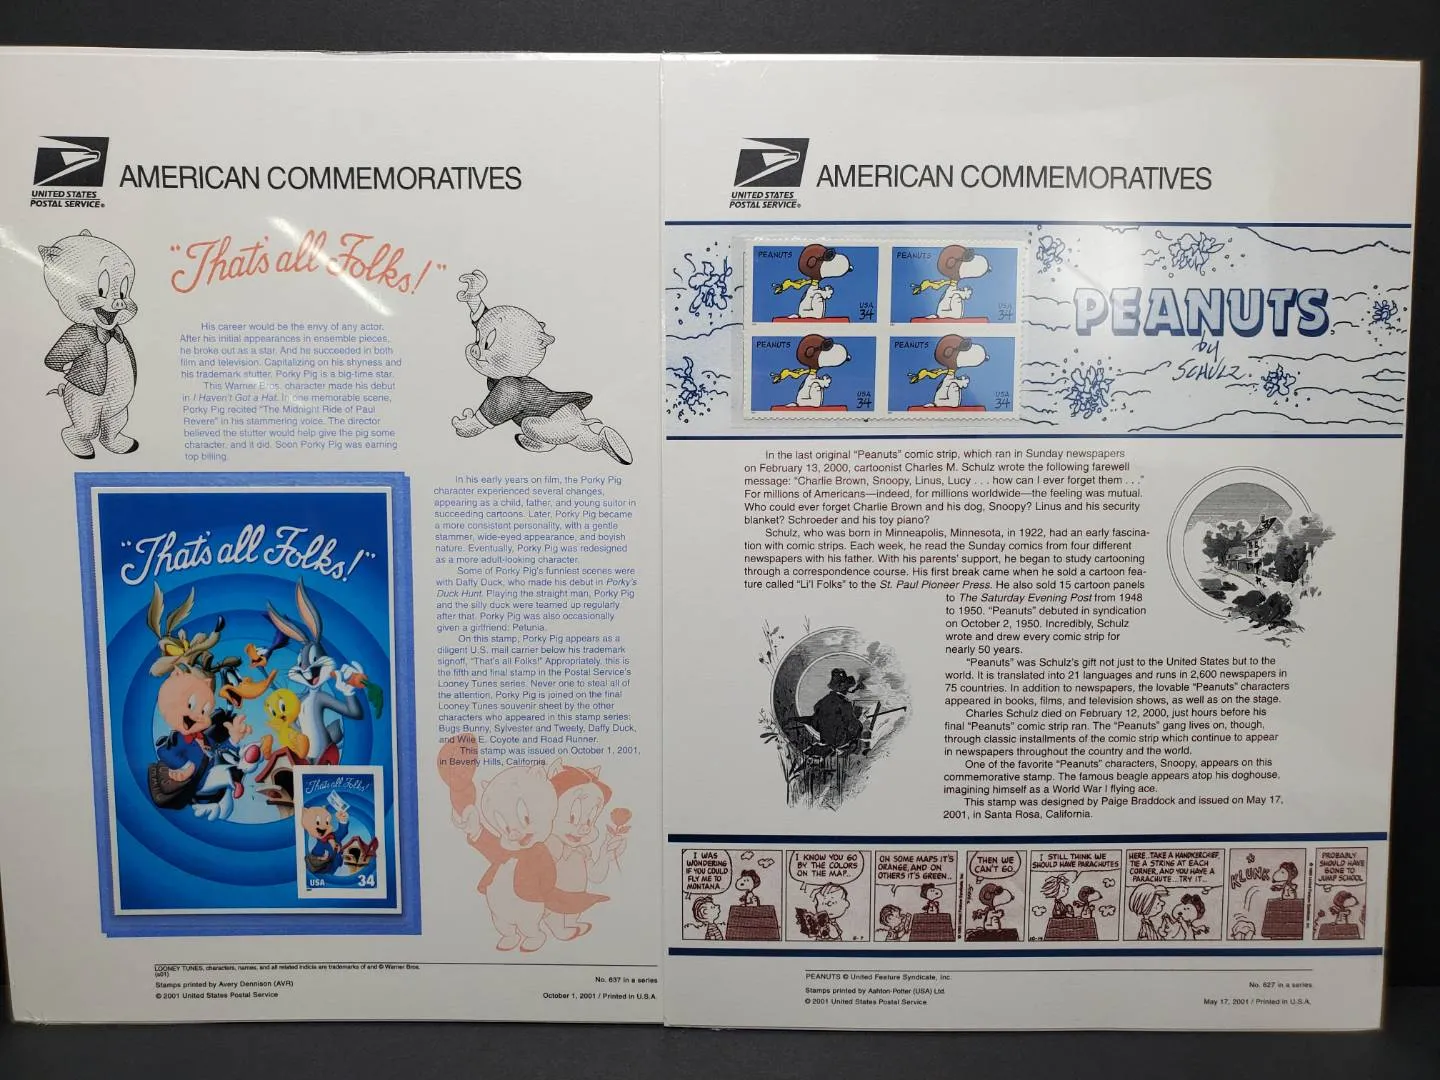 UNITED STATES
POSTAL SERVICE®
AMERICAN COMMEMORATIVES
"That's all Folks!"
His career would be the envy of any actor.
After his initial appearances in ensemble pieces,
he broke out as a star. And he succeeded in both
film and television. Capitalizing on his shyness and
his trademark stutter, Porky Pig is a big-time star.
This Warner Bros. character made his debut
in I Haven't Got a Hat. In one memorable scene,
Porky Pig recited "The Midnight Ride of Paul
Revere" in his stammering voice. The director
believed the stutter would help give the pig some
character, and it did. Soon Porky Pig was earning
top billing.
In his early years on film, the Porky Pig
character experienced several changes,
appearing as a child, father, and young suitor in
succeeding cartoons. Later, Porky Pig became
a more consistent personality, with a gentle
stammer, wide-eyed appearance, and boyish
nature. Eventually, Porky Pig was redesigned
as a more adult-looking character.
Some of Porky Pig's funniest scenes were
with Daffy Duck, who made his debut in Porky's
Duck Hunt. Playing the straight man, Porky Pig
and the silly duck were teamed up regularly
after that. Porky Pig was also occasionally
given a girlfriend: Petunia.
On this stamp, Porky Pig appears as a
diligent U.S. mail carrier below his trademark
signoff, "That's all Folks!" Appropriately, this is
the fifth and final stamp in the Postal Service's
Looney Tunes series. Never one to steal all of
the attention, Porky Pig is joined on the final
Looney Tunes souvenir sheet by the other
characters who appeared in this stamp series:
Bugs Bunny, Sylvester and Tweety, Daffy Duck,
and Wile E. Coyote and Road Runner.
This stamp was issued on October 1, 2001,
in Beverly Hills, California.
"That's all Folks!"
"That's all Folks!"
USA 34
LOONEY TUNES, characters, names, and all related indicia are trademarks of and © Warner Bros.
(s01)
Stamps printed by Avery Dennison (AVR)
© 2001 United States Postal Service
No. 637 in a series
October 1, 2001 / Printed in U.S.A.
UNITED STATES
POSTAL SERVICE®
AMERICAN COMMEMORATIVES
PEANUTS
USA
34
PEANUTS
USA
34
PEANUTS
USA
34
PEANUTS
USA
34
PEANUTS
by
SCHULZ
In the last original "Peanuts" comic strip, which ran in Sunday newspapers
on February 13, 2000, cartoonist Charles M. Schulz wrote the following farewell
message: "Charlie Brown, Snoopy, Linus, Lucy . . . how can I ever forget them . . ."
For millions of Americans—indeed, for millions worldwide—the feeling was mutual.
Who could ever forget Charlie Brown and his dog, Snoopy? Linus and his security
blanket? Schroeder and his toy piano?
Schulz, who was born in Minneapolis, Minnesota, in 1922, had an early fascina-
tion with comic strips. Each week, he read the Sunday comics from four different
newspapers with his father. With his parents' support, he began to study cartooning
through a correspondence course. His first break came when he sold a cartoon fea-
ture called "Li'l Folks" to the St. Paul Pioneer Press. He also sold 15 cartoon panels
to The Saturday Evening Post from 1948
to 1950. "Peanuts" debuted in syndication
on October 2, 1950. Incredibly, Schulz
wrote and drew every comic strip for
nearly 50 years.
"Peanuts" was Schulz's gift not just to the United States but to the
world. It is translated into 21 languages and runs in 2,600 newspapers in
75 countries. In addition to newspapers, the lovable "Peanuts" characters
appeared in books, films, and television shows, as well as on the stage.
Charles Schulz died on February 12, 2000, just hours before his
final "Peanuts" comic strip ran. The "Peanuts" gang lives on, though,
through classic installments of the comic strip which continue to appear
in newspapers throughout the country and the world.
One of the favorite "Peanuts" characters, Snoopy, appears on this
commemorative stamp. The famous beagle appears atop his doghouse,
imagining himself as a World War I flying ace.
This stamp was designed by Paige Braddock and issued on May 17,
2001, in Santa Rosa, California.
I WAS
WONDERING
IF YOU COULD
FLY ME TO
MONTANA..
I KNOW YOU GO
BY THE COLORS
ON THE MAP..
ON SOME MAPS IT'S
ORANGE, AND ON
OTHERS IT'S GREEN..
THEN WE
CAN'T GO.
I STILL THINK WE
SHOULD HAVE PARACHUTES
HERE..TAKE A HANDKERCHIEF,
TIE A STRING AT EACH
CORNER, AND YOU HAVE A
PARACHUTE...TRY IT..
KLUNK
PROBABLY
SHOULD HAVE
GONE TO
JUMP SCHOOL
PEANUTS © United Feature Syndicate, Inc.
Stamps printed by Ashton-Potter (USA) Ltd.
© 2001 United States Postal Service
No. 627 in a series
May 17, 2001 / Printed in U.S.A.